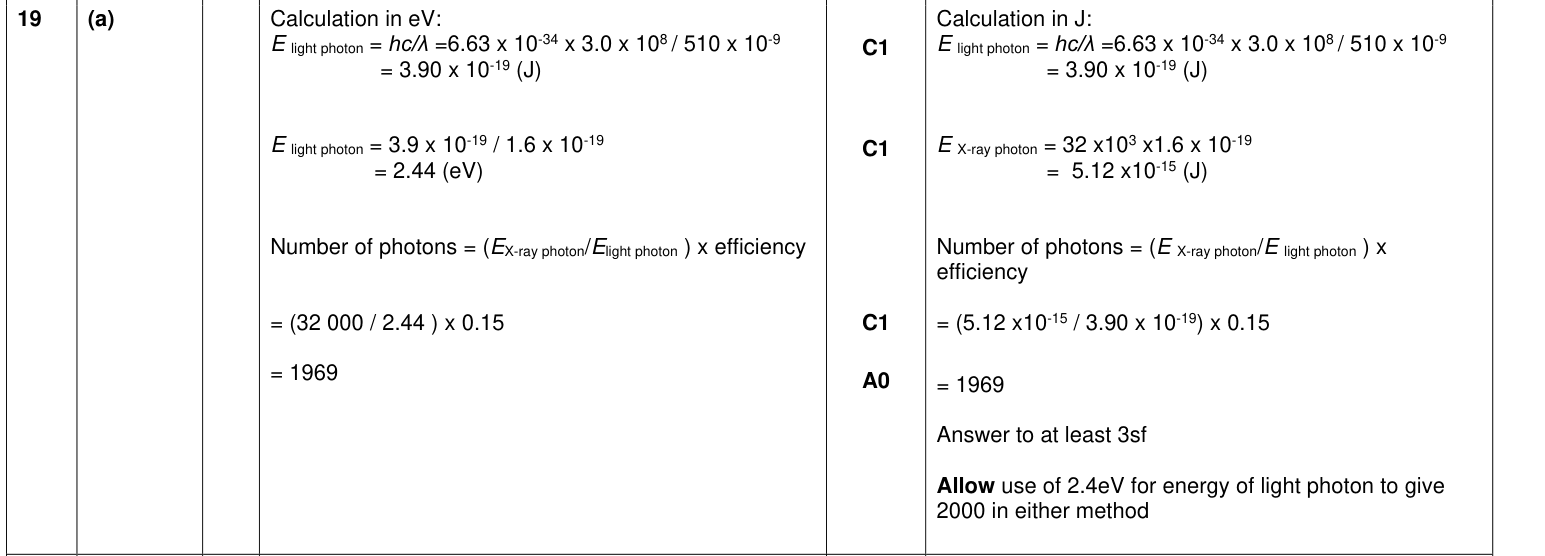 19
(a)
Calculation in eV:
E light photon = hc/λ =6.63 x 10⁻³⁴ x 3.0 x 10⁸ / 510 x 10⁻⁹
= 3.90 x 10⁻¹⁹ (J)
E light photon = 3.9 x 10⁻¹⁹ / 1.6 x 10⁻¹⁹
= 2.44 (eV)
Number of photons = (EX-ray photon/Elight photon ) x efficiency
= (32 000 / 2.44 ) x 0.15
= 1969
C1
C1
C1
A0
Calculation in J:
E light photon = hc/λ =6.63 x 10⁻³⁴ x 3.0 x 10⁸ / 510 x 10⁻⁹
= 3.90 x 10⁻¹⁹ (J)
E X-ray photon = 32 x10³ x1.6 x 10⁻¹⁹
= 5.12 x10⁻¹⁵ (J)
Number of photons = (E X-ray photon/E light photon ) x
efficiency
= (5.12 x10⁻¹⁵ / 3.90 x 10⁻¹⁹) x 0.15
= 1969
Answer to at least 3sf
Allow use of 2.4eV for energy of light photon to give
2000 in either method